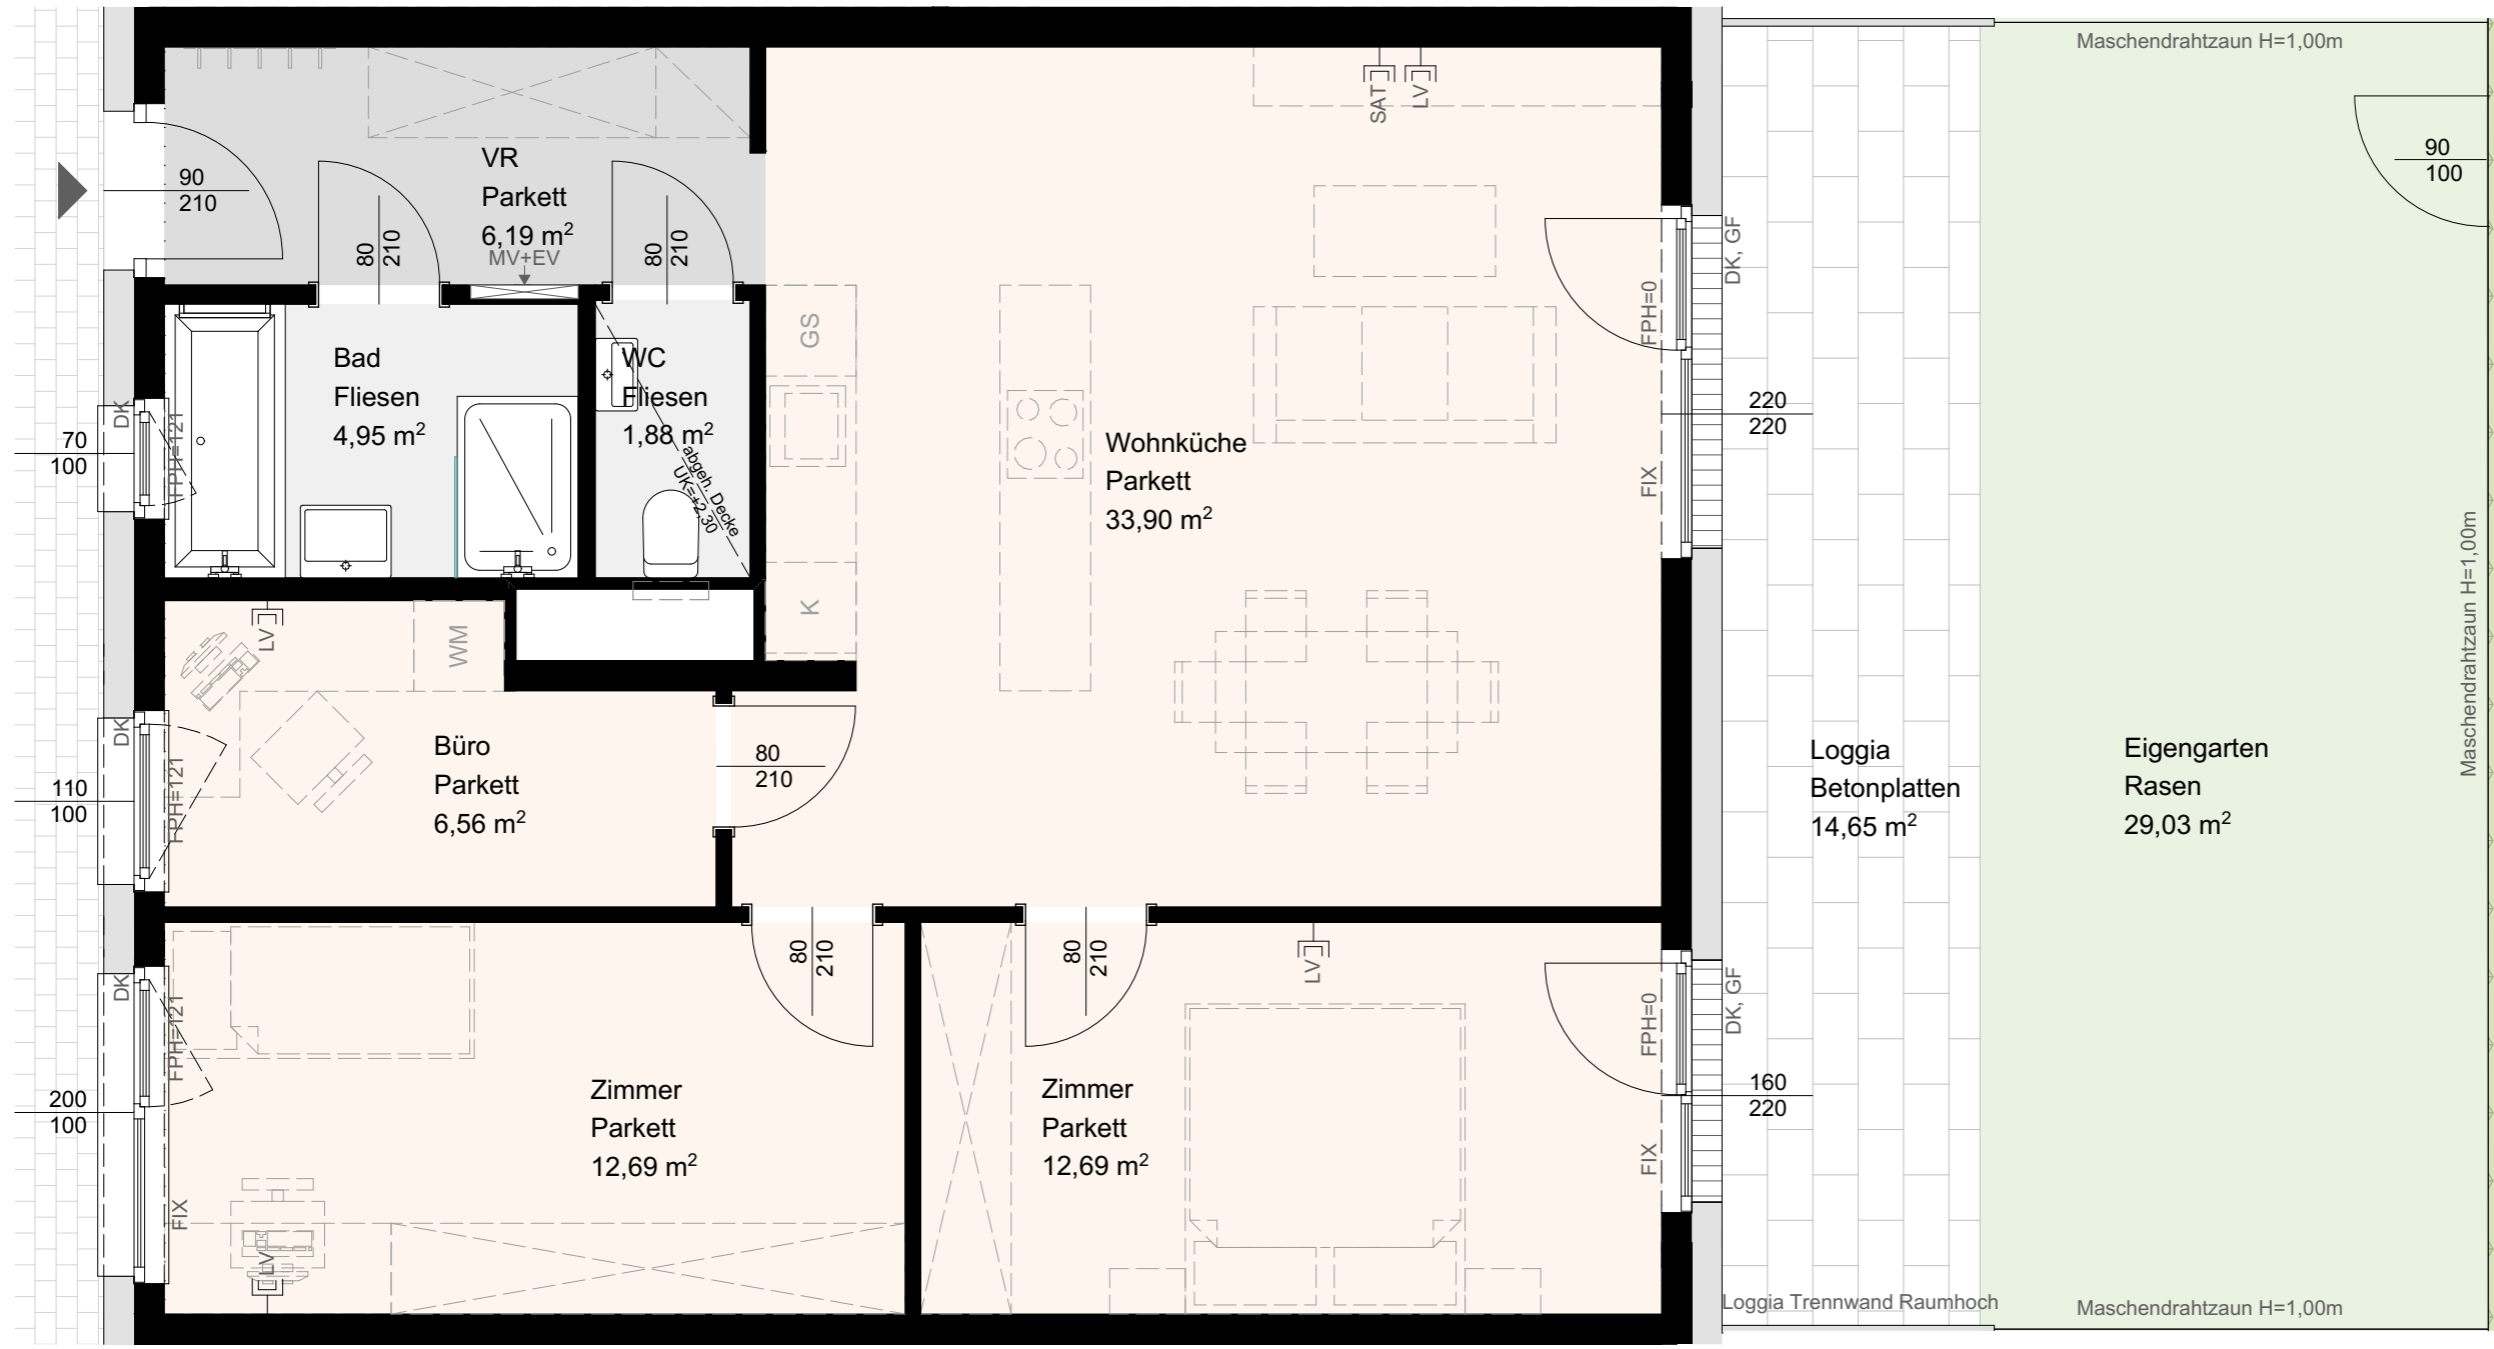 Maschendrahtzaun H=1,00m
SAT
LV
90
210
VR
Parkett
6,19 m²
MV+EV
80
210
80
210
90
100
DK, GF
FPH=0
GS
Bad
Fliesen
4,95 m²
WC
Fliesen
1,88 m²
abgeh. Decke
UK=+2,30
DK
FPH=121
70
100
Wohnküche
Parkett
33,90 m²
220
220
FIX
K
LV
WM
Maschendrahtzaun H=1,00m
DK
FPH=121
110
100
Büro
Parkett
6,56 m²
80
210
Loggia
Betonplatten
14,65 m²
Eigengarten
Rasen
29,03 m²
80
210
80
210
LV
DK
FPH=121
200
100
FIX
Zimmer
Parkett
12,69 m²
Zimmer
Parkett
12,69 m²
FPH=0
DK, GF
160
220
FIX
LV
Loggia Trennwand Raumhoch
Maschendrahtzaun H=1,00m